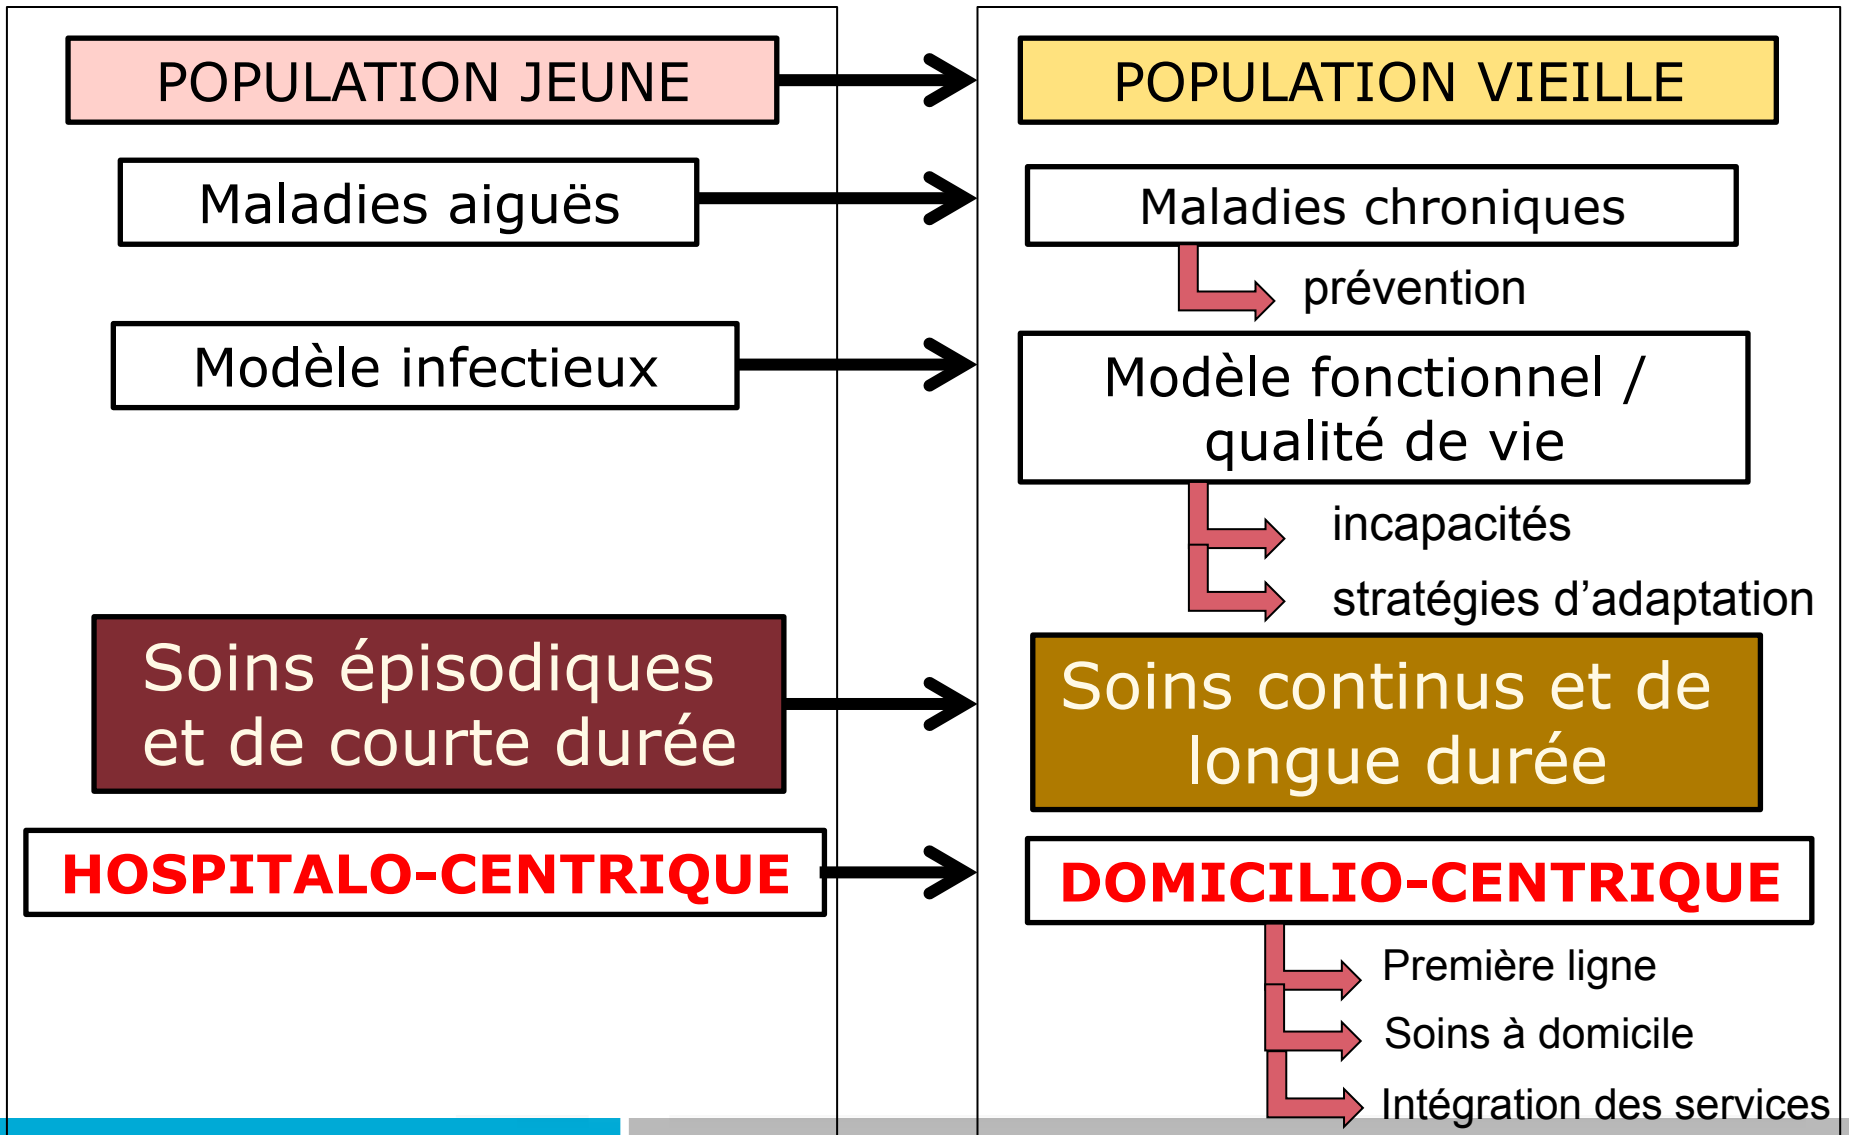 POPULATION JEUNE
POPULATION VIEILLE
Maladies aiguës
Maladies chroniques
prévention
Modèle infectieux
Modèle fonctionnel /
qualité de vie
incapacités
stratégies d’adaptation
Soins épisodiques
et de courte durée
Soins continus et de
longue durée
HOSPITALO-CENTRIQUE
DOMICILIO-CENTRIQUE
Première ligne
Soins à domicile
Intégration des services